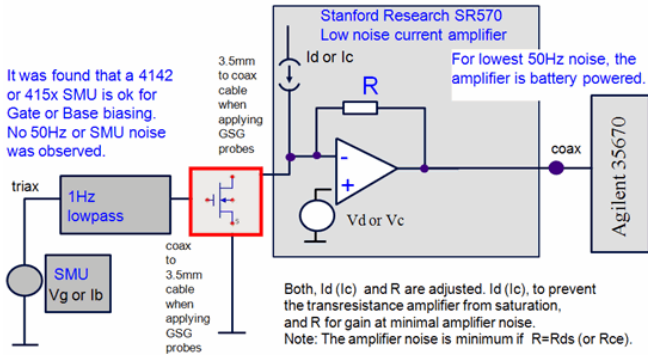 Stanford Research SR570
Low noise current amplifier
Id or Ic
R
-
+
Vd or Vc
For lowest 50Hz noise, the
amplifier is battery powered.
It was found that a 4142
or 415x SMU is ok for
Gate or Base biasing.
No 50Hz or SMU noise
was observed.
3.5mm
to coax
cable
when
applying
GSG
probes
triax
1Hz
lowpass
S
SMU
Vg or Ib
coax
to
3.5mm
cable
when
applying
GSG
probes
coax
Agilent 35670
Both, Id (Ic) and R are adjusted. Id (Ic), to prevent
the transresistance amplifier from saturation,
and R for gain at minimal amplifier noise.
Note: The amplifier noise is minimum if R=Rds (or Rce).